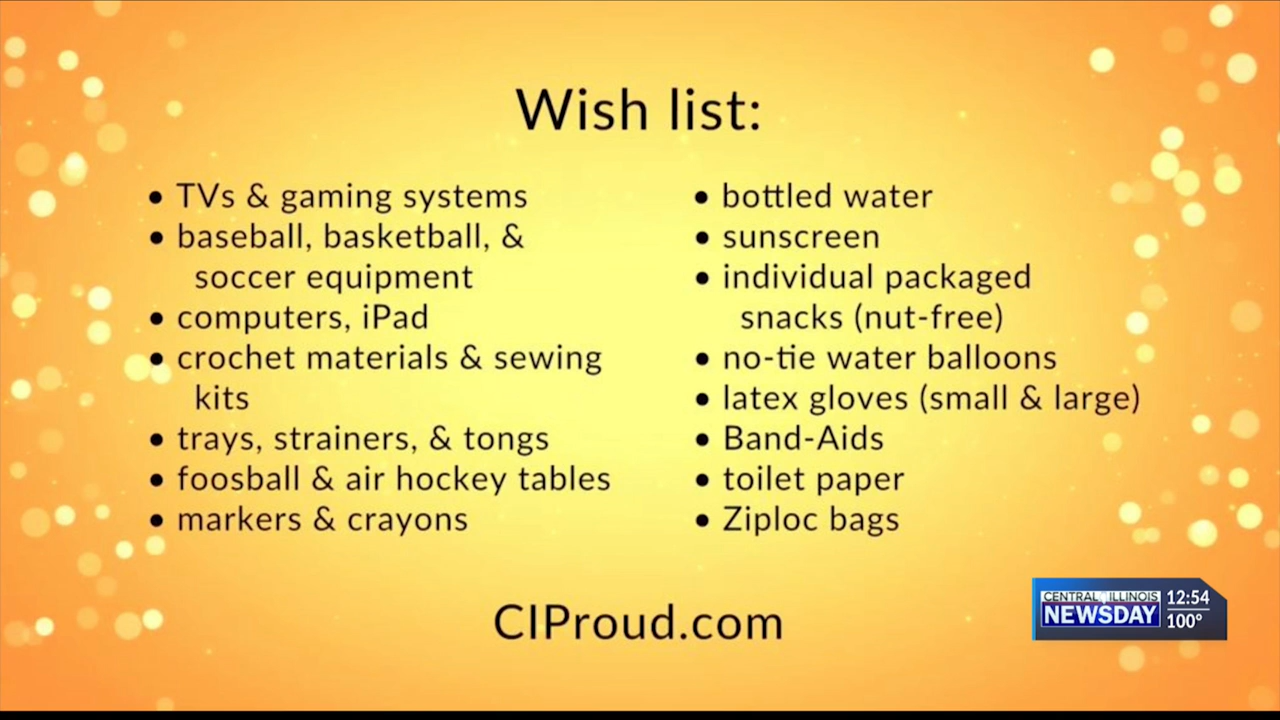 Wish list:
• TVs & gaming systems
• baseball, basketball, &
soccer equipment
• computers, iPad
• crochet materials & sewing
kits
• trays, strainers, & tongs
• foosball & air hockey tables
• markers & crayons
• bottled water
• sunscreen
• individual packaged
snacks (nut-free)
• no-tie water balloons
• latex gloves (small & large)
• Band-Aids
• toilet paper
• Ziploc bags
CIProud.com
CENTRAL ILLINOIS
NEWSDAY
12:54
100°